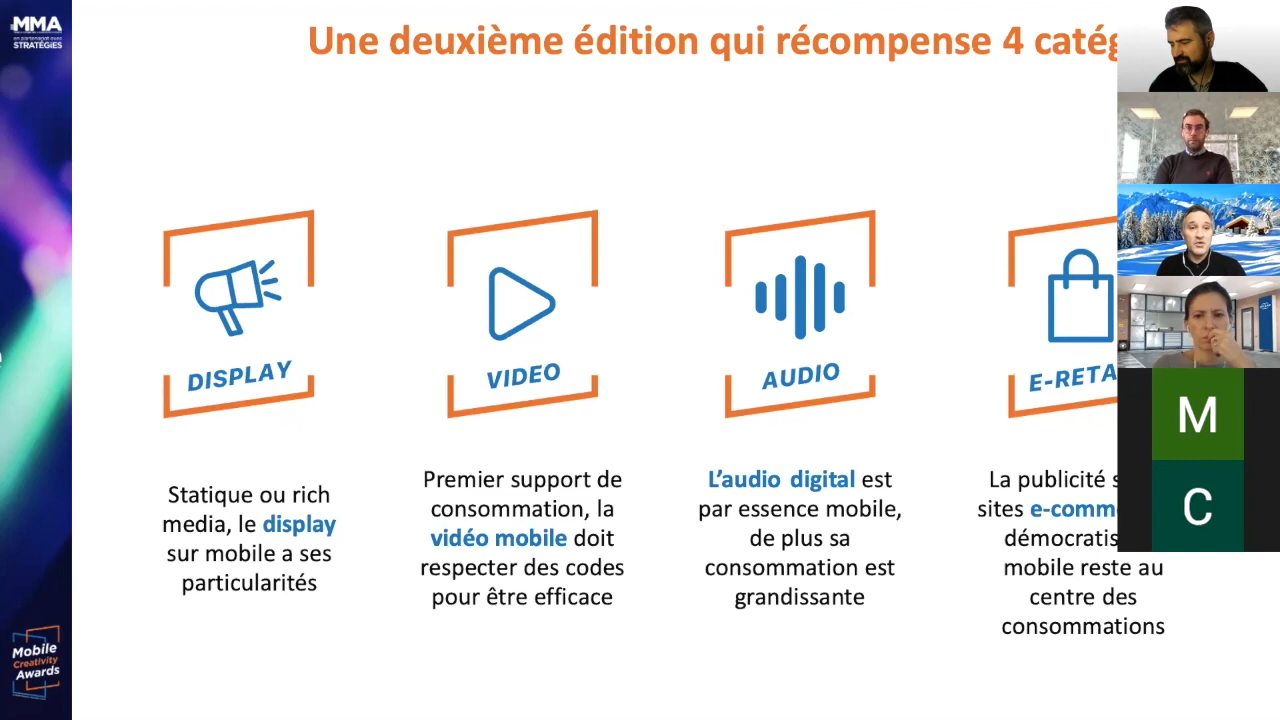 MMA
en partenariat avec
STRATÉGIES
Une deuxième édition qui récompense 4 catég
DISPLAY
VIDEO
AUDIO
E-RETA
Statique ou rich
media, le display
sur mobile a ses
particularités
Premier support de
consommation, la
vidéo mobile doit
respecter des codes
pour être efficace
L'audio digital est
par essence mobile,
de plus sa
consommation est
grandissante
La publicité s
sites e-comm
démocratis
mobile reste au
centre des
consommations
Mobile
Creativity
Awards
M
C